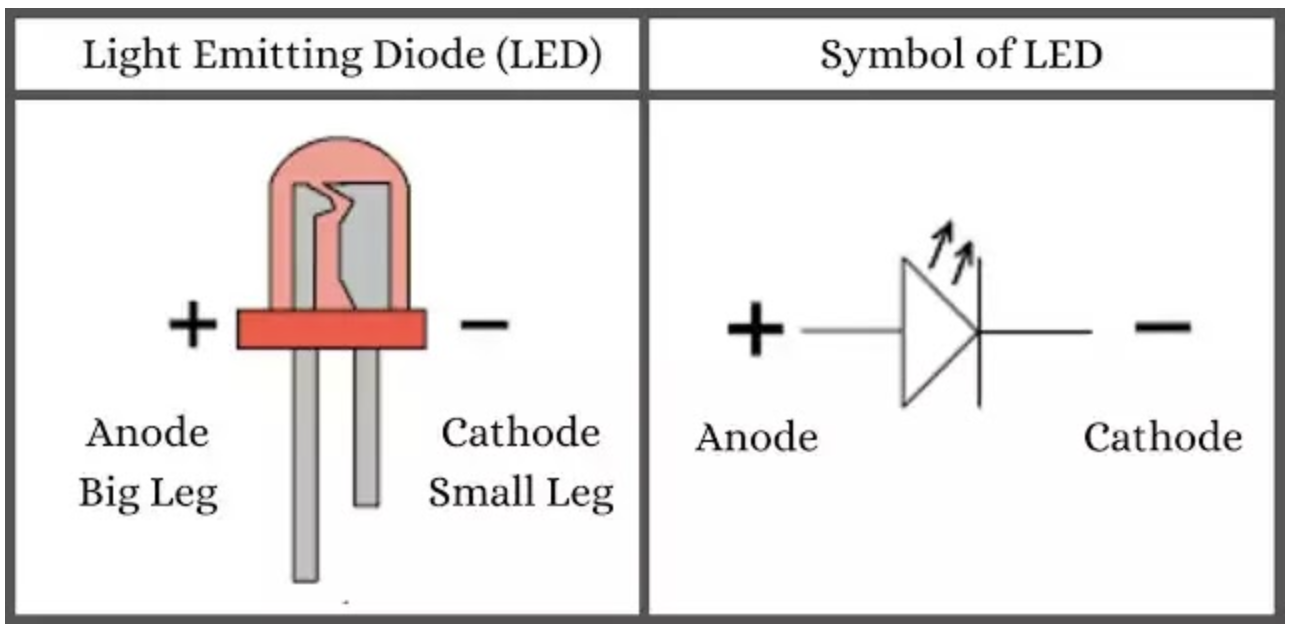 Light Emitting Diode (LED)
Symbol of LED
+
−
Anode
Big Leg
Cathode
Small Leg
+
−
Anode
Cathode